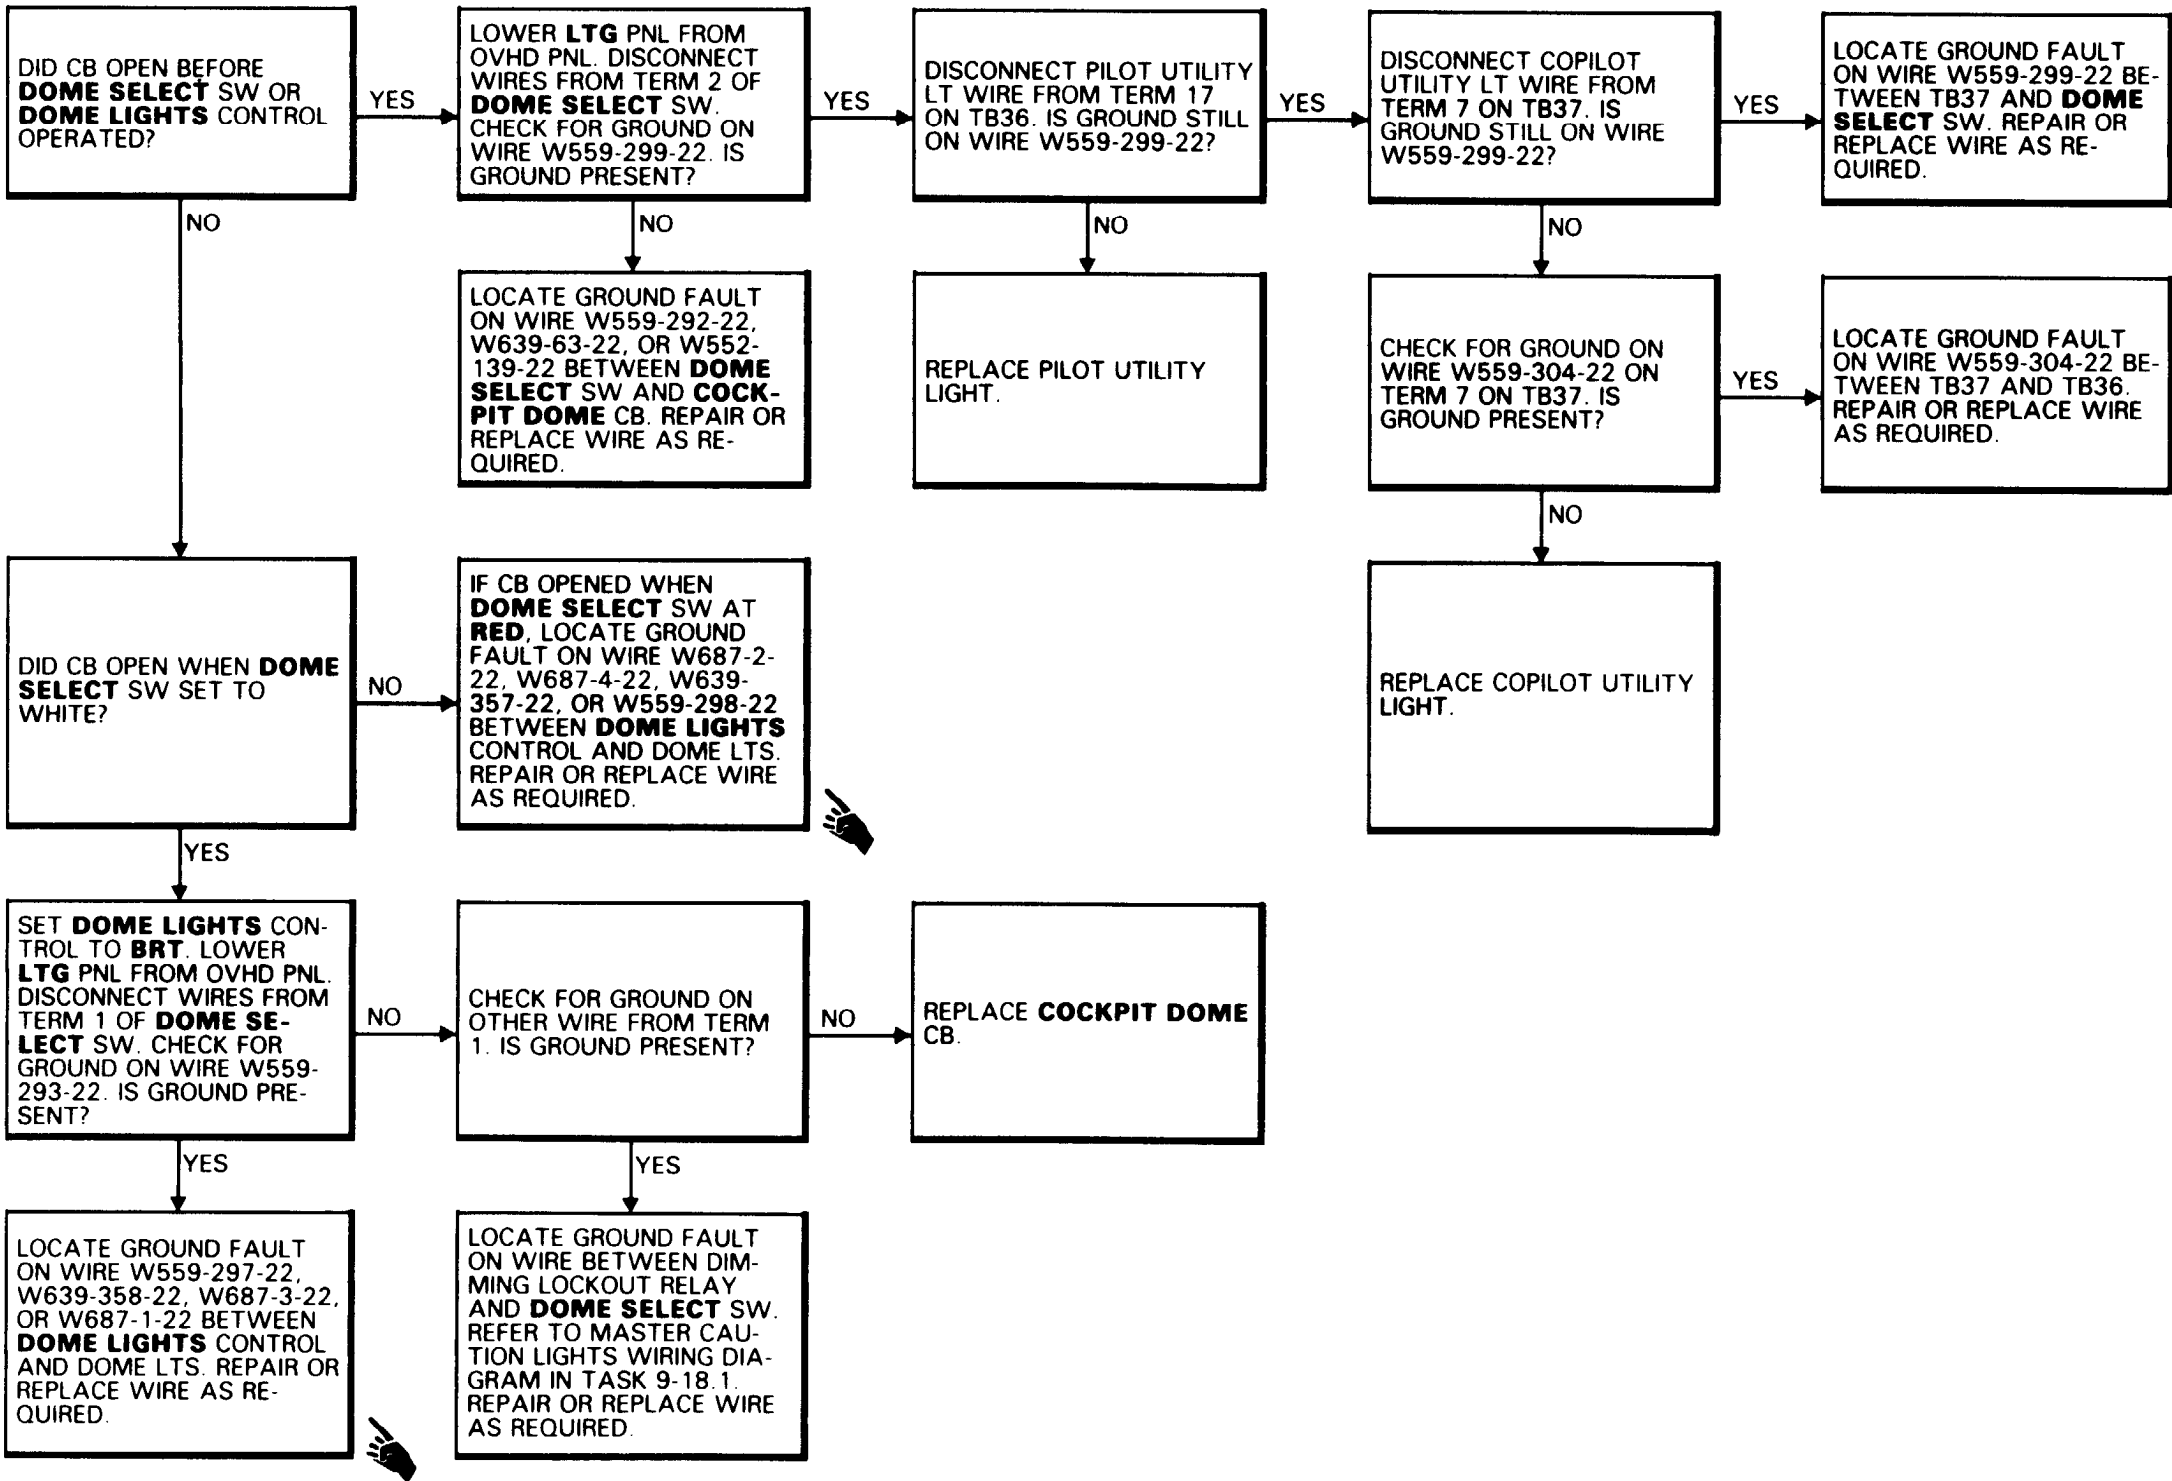 DID CB OPEN BEFORE
DOME SELECT SW OR
DOME LIGHTS CONTROL
OPERATED?
YES
NO
LOWER LTG PNL FROM
OVHD PNL. DISCONNECT
WIRES FROM TERM 2 OF
DOME SELECT SW.
CHECK FOR GROUND ON
WIRE W559-299-22. IS
GROUND PRESENT?
YES
NO
DISCONNECT PILOT UTILITY
LT WIRE FROM TERM 17
ON TB36. IS GROUND STILL
ON WIRE W559-299-22?
YES
NO
DISCONNECT COPILOT
UTILITY LT WIRE FROM
TERM 7 ON TB37. IS
GROUND STILL ON WIRE
W559-299-22?
YES
NO
LOCATE GROUND FAULT
ON WIRE W559-299-22 BE-
TWEEN TB37 AND DOME
SELECT SW. REPAIR OR
REPLACE WIRE AS RE-
QUIRED.
LOCATE GROUND FAULT
ON WIRE W559-292-22,
W639-63-22, OR W552-
139-22 BETWEEN DOME
SELECT SW AND COCK-
PIT DOME CB. REPAIR OR
REPLACE WIRE AS RE-
QUIRED.
REPLACE PILOT UTILITY
LIGHT.
CHECK FOR GROUND ON
WIRE W559-304-22 ON
TERM 7 ON TB37. IS
GROUND PRESENT?
YES
NO
LOCATE GROUND FAULT
ON WIRE W559-304-22 BE-
TWEEN TB37 AND TB36.
REPAIR OR REPLACE WIRE
AS REQUIRED.
DID CB OPEN WHEN DOME
SELECT SW SET TO
WHITE?
NO
YES
IF CB OPENED WHEN
DOME SELECT SW AT
RED, LOCATE GROUND
FAULT ON WIRE W687-2-
22, W687-4-22, W639-
357-22, OR W559-298-22
BETWEEN DOME LIGHTS
CONTROL AND DOME LTS.
REPAIR OR REPLACE WIRE
AS REQUIRED.
REPLACE COPILOT UTILITY
LIGHT.
SET DOME LIGHTS CON-
TROL TO BRT. LOWER
LTG PNL FROM OVHD PNL.
DISCONNECT WIRES FROM
TERM 1 OF DOME SE-
LECT SW. CHECK FOR
GROUND ON WIRE W559-
293-22. IS GROUND PRE-
SENT?
NO
YES
CHECK FOR GROUND ON
OTHER WIRE FROM TERM
1. IS GROUND PRESENT?
NO
YES
REPLACE COCKPIT DOME
CB.
LOCATE GROUND FAULT
ON WIRE W559-297-22,
W639-358-22, W687-3-22,
OR W687-1-22 BETWEEN
DOME LIGHTS CONTROL
AND DOME LTS. REPAIR OR
REPLACE WIRE AS RE-
QUIRED.
LOCATE GROUND FAULT
ON WIRE BETWEEN DIM-
MING LOCKOUT RELAY
AND DOME SELECT SW.
REFER TO MASTER CAU-
TION LIGHTS WIRING DIA-
GRAM IN TASK 9-18.1.
REPAIR OR REPLACE WIRE
AS REQUIRED.